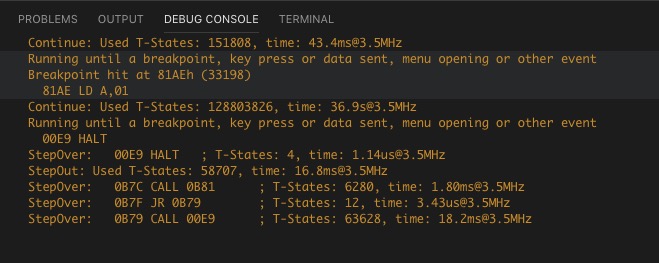 PROBLEMS OUTPUT DEBUG CONSOLE TERMINAL
Continue: Used T-States: 151808, time: 43.4ms@3.5MHz
Running until a breakpoint, key press or data sent, menu opening or other event
Breakpoint hit at 81AEh (33198)
81AE LD A,01
Continue: Used T-States: 128803826, time: 36.9s@3.5MHz
Running until a breakpoint, key press or data sent, menu opening or other event
00E9 HALT
StepOver: 00E9 HALT ; T-States: 4, time: 1.14us@3.5MHz
StepOut: Used T-States: 58707, time: 16.8ms@3.5MHz
StepOver: 0B7C CALL 0B81 ; T-States: 6280, time: 1.80ms@3.5MHz
StepOver: 0B7F JR 0B79 ; T-States: 12, time: 3.43us@3.5MHz
StepOver: 0B79 CALL 00E9 ; T-States: 63628, time: 18.2ms@3.5MHz